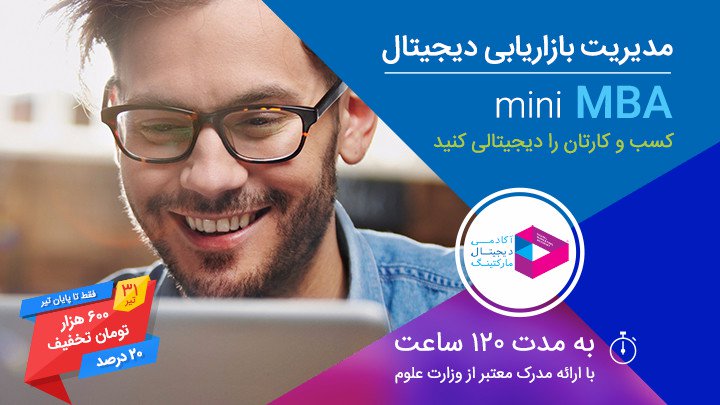 مدیریت بازاریابی دیجیتال
mini MBA
کسب و کارتان را دیجیتالی کنید
آکادمی
دیجیتال
مارکتینگ
به مدت ۱۲۰ ساعت
با ارائه مدرک معتبر از وزارت علوم
۳۱
تیر
فقط تا پایان تیر
۶۰۰ هزار
تومان تخفیف
۲۰ درصد